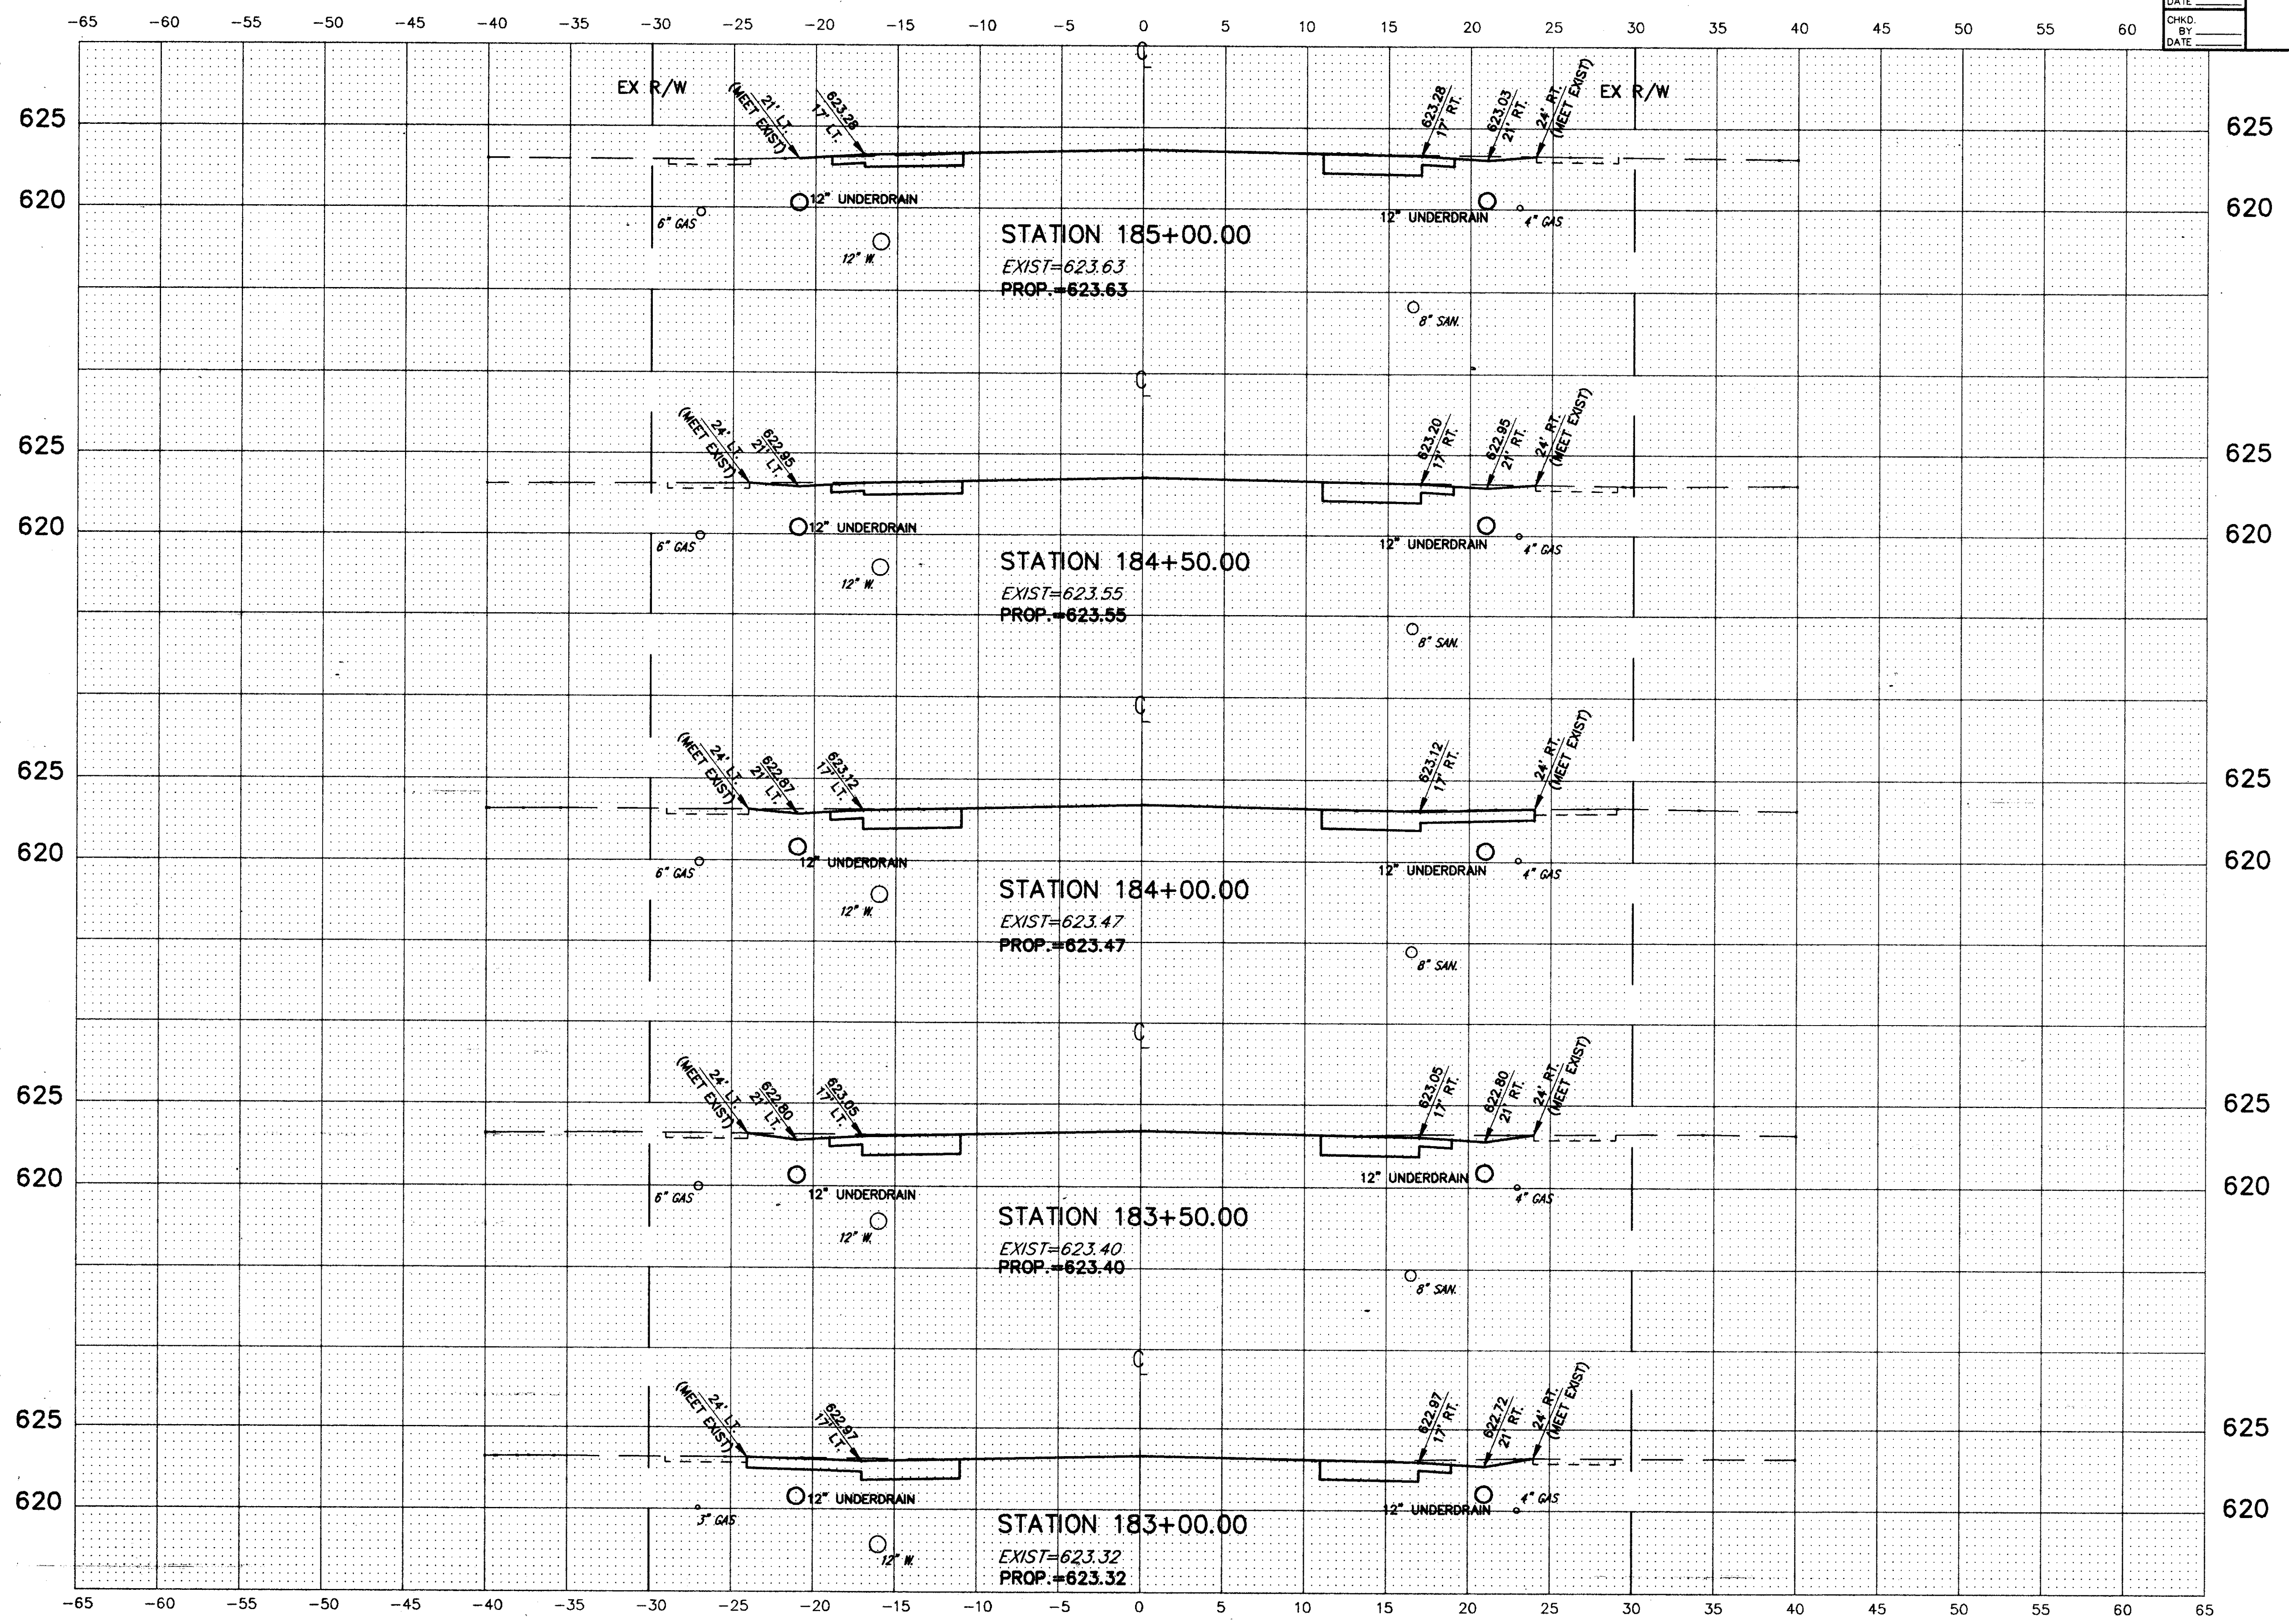 DATE
CHKD.
BY
DATE
-65 -60 -55 -50 -45 -40 -35 -30 -25 -20 -15 -10 -5 0 5 10 15 20 25 30 35 40 45 50 55 60
EX R/W
EX R/W
21' LT.
(MEET EXIST)
623.28
17' LT.
623.28
17' RT.
623.03
21' RT.
24' RT.
(MEET EXIST)
625
625
620
620
6" GAS
12" UNDERDRAIN
12" W.
12" UNDERDRAIN
4" GAS
STATION 185+00.00
EXIST=623.63
PROP.=623.63
8" SAN.
24' LT.
(MEET EXIST)
622.95
21' LT.
623.20
17' RT.
622.95
21' RT.
24' RT.
(MEET EXIST)
625
625
620
620
6" GAS
12" UNDERDRAIN
12" W.
12" UNDERDRAIN
4" GAS
STATION 184+50.00
EXIST=623.55
PROP.=623.55
8" SAN.
24' LT.
(MEET EXIST)
622.87
21' LT.
623.12
17' LT.
623.12
17' RT.
24' RT.
(MEET EXIST)
625
625
620
620
6" GAS
12" UNDERDRAIN
12" W.
12" UNDERDRAIN
4" GAS
STATION 184+00.00
EXIST=623.47
PROP.=623.47
8" SAN.
24' LT.
(MEET EXIST)
622.80
21' LT.
623.05
17' LT.
623.05
17' RT.
622.80
21' RT.
24' RT.
(MEET EXIST)
625
625
620
620
6" GAS
12" UNDERDRAIN
12" W.
12" UNDERDRAIN
4" GAS
STATION 183+50.00
EXIST=623.40
PROP.=623.40
8" SAN.
24' LT.
(MEET EXIST)
622.97
17' LT.
622.97
17' RT.
622.72
21' RT.
24' RT.
(MEET EXIST)
625
625
620
620
3" GAS
12" UNDERDRAIN
12" W.
12" UNDERDRAIN
4" GAS
STATION 183+00.00
EXIST=623.32
PROP.=623.32
-65 -60 -55 -50 -45 -40 -35 -30 -25 -20 -15 -10 -5 0 5 10 15 20 25 30 35 40 45 50 55 60 65